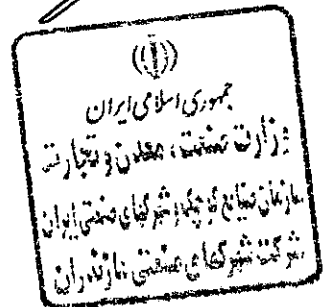 جمهوری اسلامی ایران
وزارت صنعت، معدن و تجارت
سازمان صنایع کوچک و شهرکهای صنعتی ایران
شرکت شهرکهای صنعتی مازندران